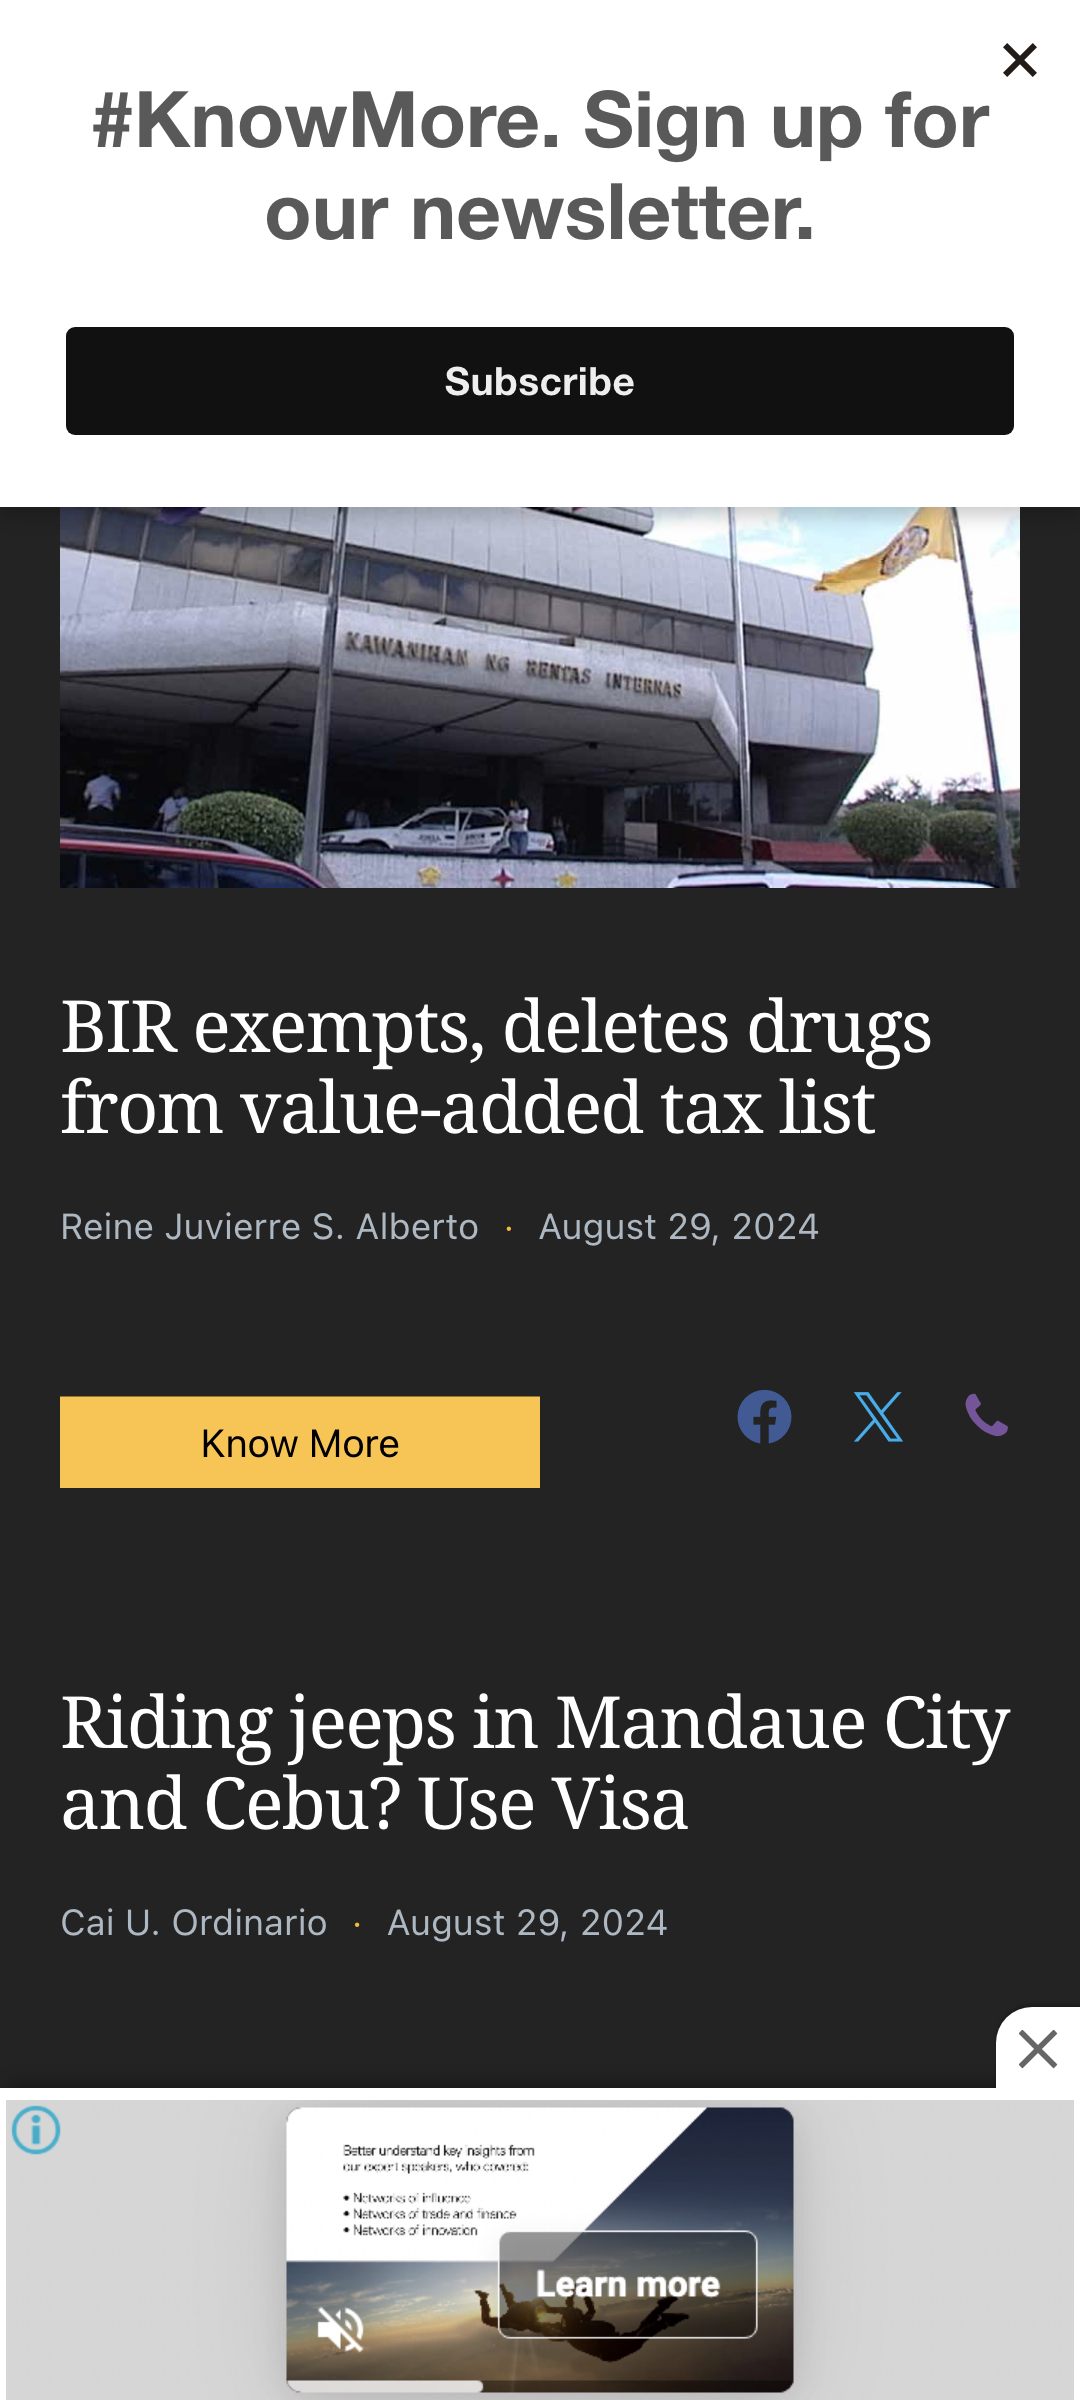 #KnowMore. Sign up for
our newsletter.
Subscribe
KAWANIHAN NG RENTAS INTERNAS
BIR exempts, deletes drugs
from value-added tax list
Reine Juvierre S. Alberto · August 29, 2024
Know More
Riding jeeps in Mandaue City
and Cebu? Use Visa
Cai U. Ordinario · August 29, 2024
Better understand key insights from
our expert speakers, who covered:
• Networks of influence
• Networks of trade and finance
• Networks of innovation
Learn more